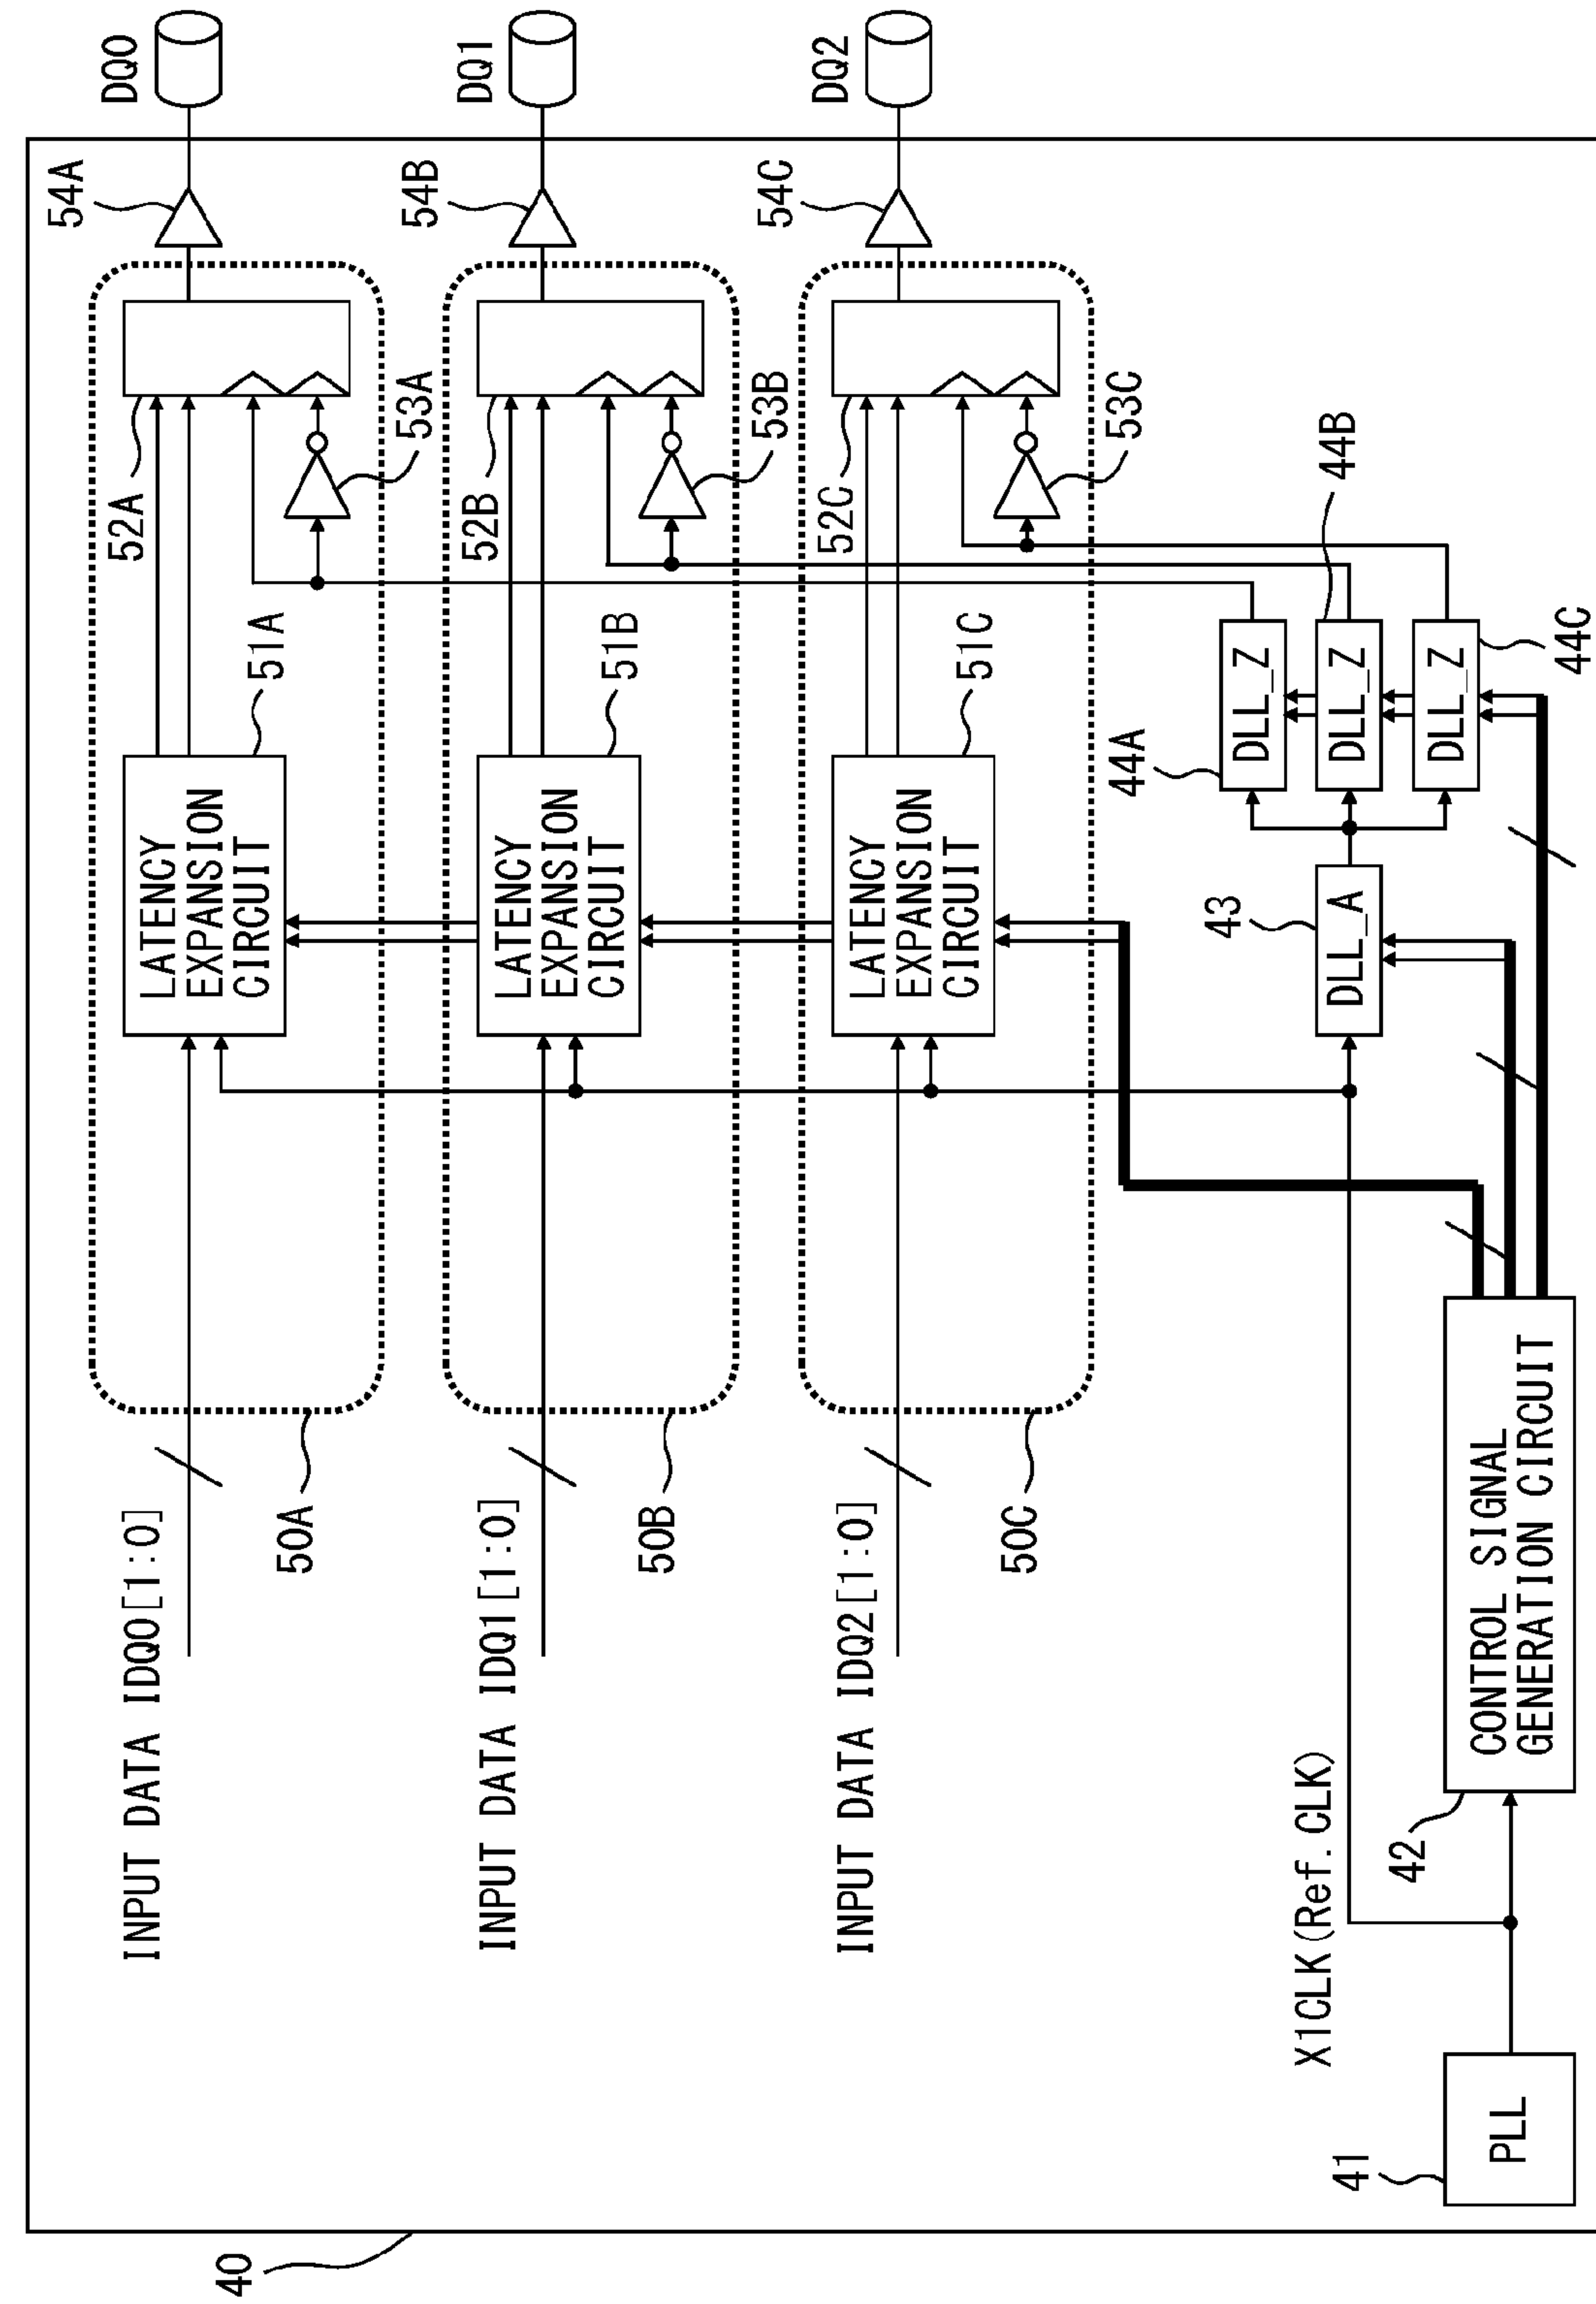 40
INPUT DATA IDQ0[1:0]
50A
LATENCY
EXPANSION
CIRCUIT
51A
52A
53A
54A
DQ0
INPUT DATA IDQ1[1:0]
50B
LATENCY
EXPANSION
CIRCUIT
51B
52B
53B
54B
DQ1
INPUT DATA IDQ2[1:0]
50C
LATENCY
EXPANSION
CIRCUIT
51C
52C
53C
54C
DQ2
X1CLK(Ref.CLK)
41
PLL
42
CONTROL SIGNAL
GENERATION CIRCUIT
43
DLL_A
44A
DLL_Z
44B
DLL_Z
44C
DLL_Z